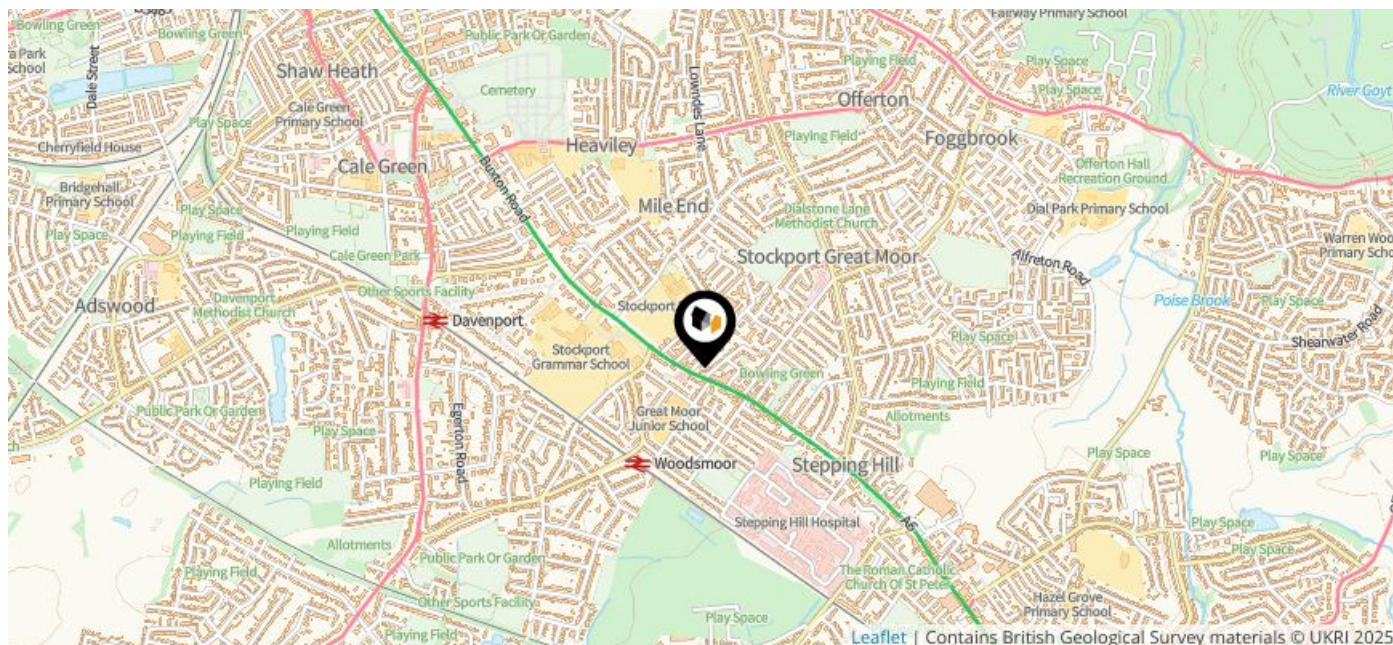 Bowling Green
Bowling Green
Public Park Or Garden
Fairway Primary School
School
Dale Street
Shaw Heath
Cemetery
Lowndes Lane
Playing Field
Play Space
River Goyt
Cale Green
Primary School
Offerton
Play Space
Play Space
Cherryfield House
Heaviley
Playing Field
Foggbrook
Cale Green
Buxton Road
Offerton Hall
Recreation Ground
Bridgehall
Primary School
Play Space
Mile End
Dialstone Lane
Methodist Church
Dial Park Primary School
Play Space
Playing Field
Playing Field
Cale Green Park
Stockport Great Moor
Alfreton Road
Warren Woo
Primary Scho
Adswood
Davenport
Methodist Church
Other Sports Facility
Stockport
Poise Brook
Play Space
Davenport
Stockport
Grammar School
Play Space
Shearwater Road
Bowling Green
Playing Field
Public Park Or Garden
Play Space
Egerton Road
Great Moor
Junior School
Allotments
Woodsmoor
Stepping Hill
Play Space
Play Space
Playing Field
Stepping Hill Hospital
A6
Play Space
Allotments
Playing Field
Public Park Or Garden
The Roman Catholic
Church Of St Peter
Play Space
Other Sports Facility
Hazel Grove
Primary School
Playing Field
Play Space
Leaflet | Contains British Geological Survey materials © UKRI 2025